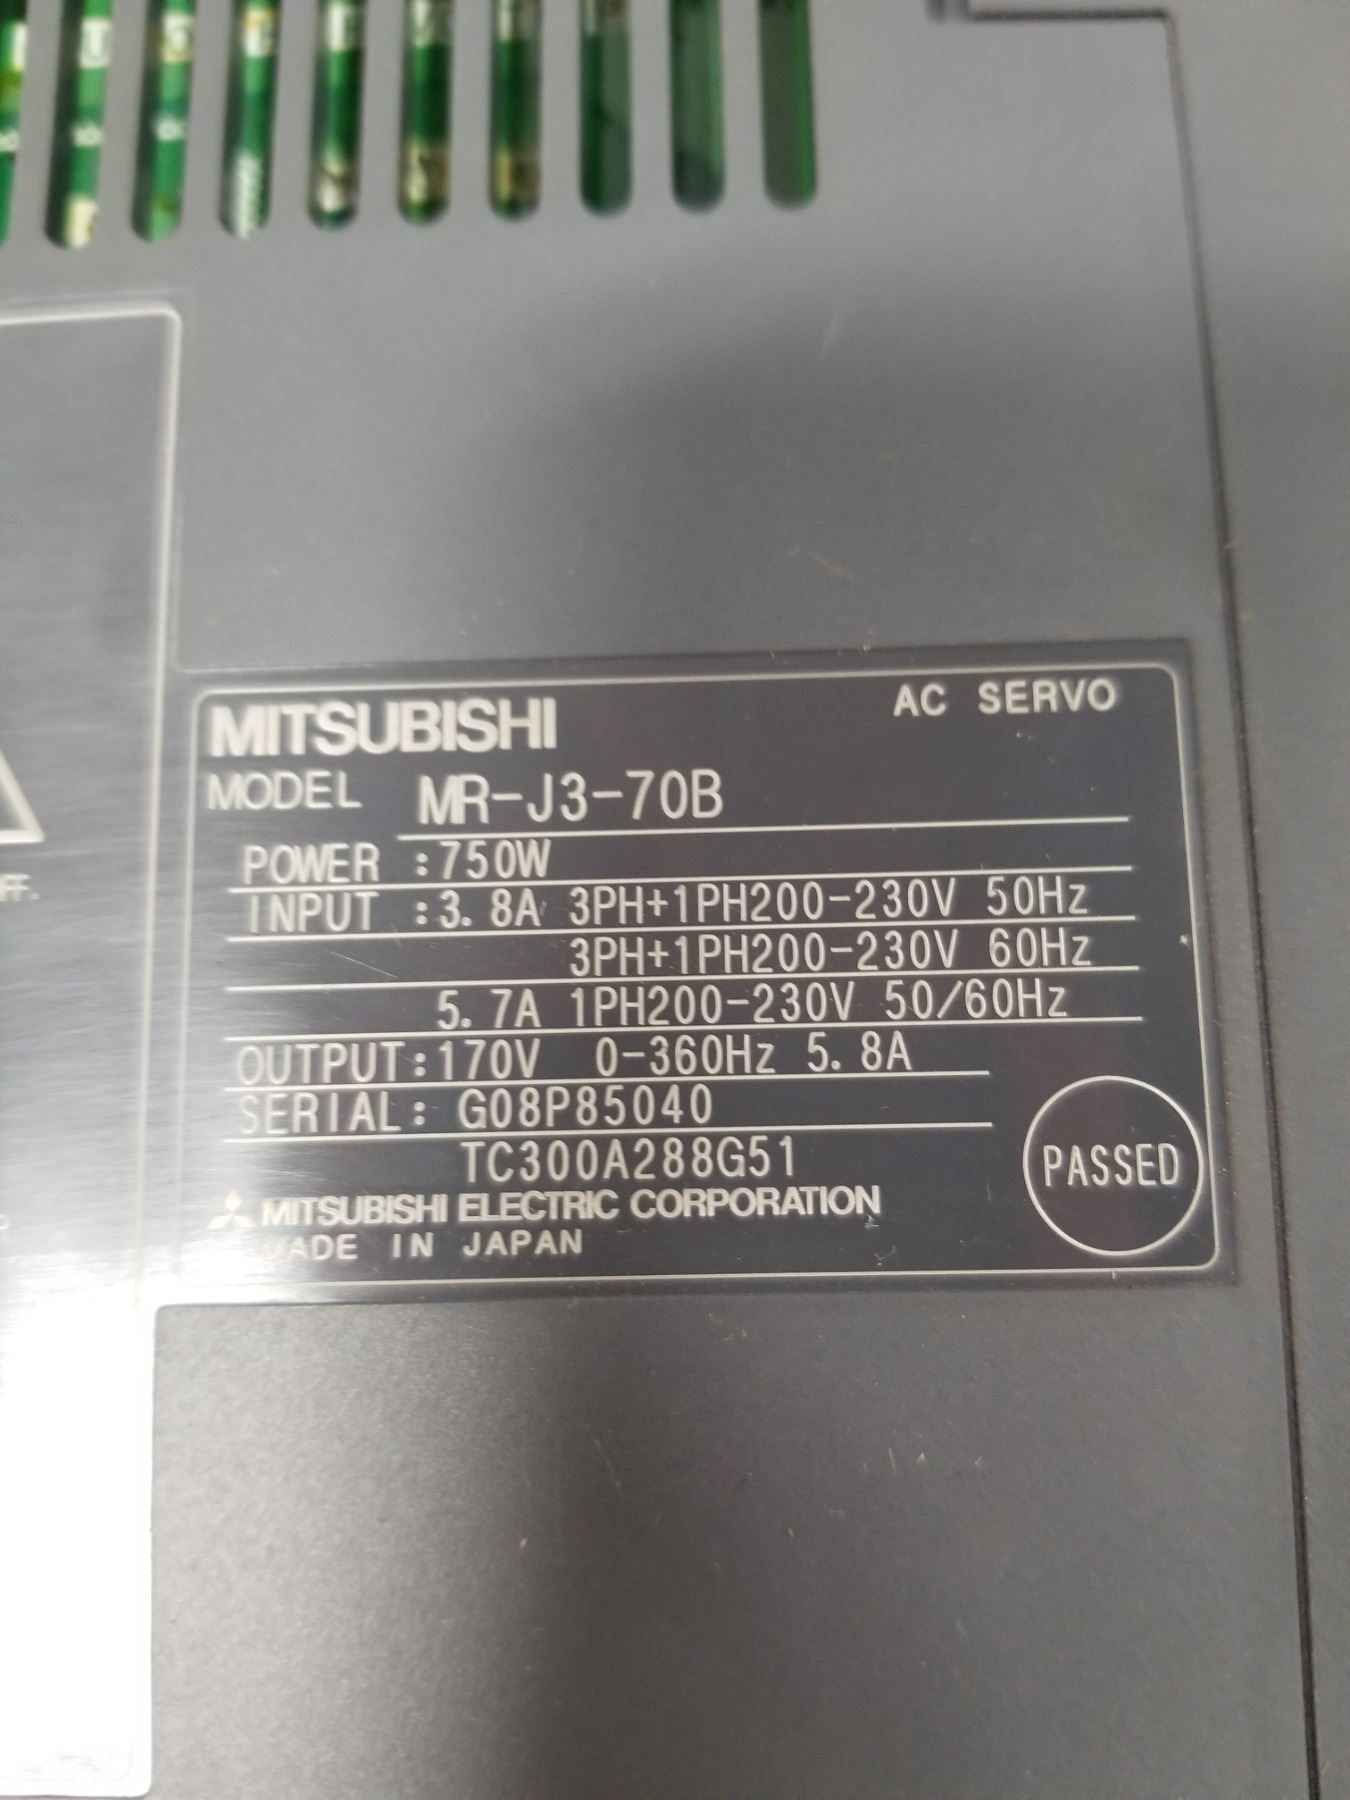 MITSUBISHI
AC SERVO
MODEL MR-J3-70B
POWER :750W
INPUT :3.8A 3PH+1PH200-230V 50Hz
3PH+1PH200-230V 60Hz
5.7A 1PH200-230V 50/60Hz
OUTPUT:170V 0-360Hz 5.8A
SERIAL: G08P85040
TC300A288G51
PASSED
MITSUBISHI ELECTRIC CORPORATION
MADE IN JAPAN